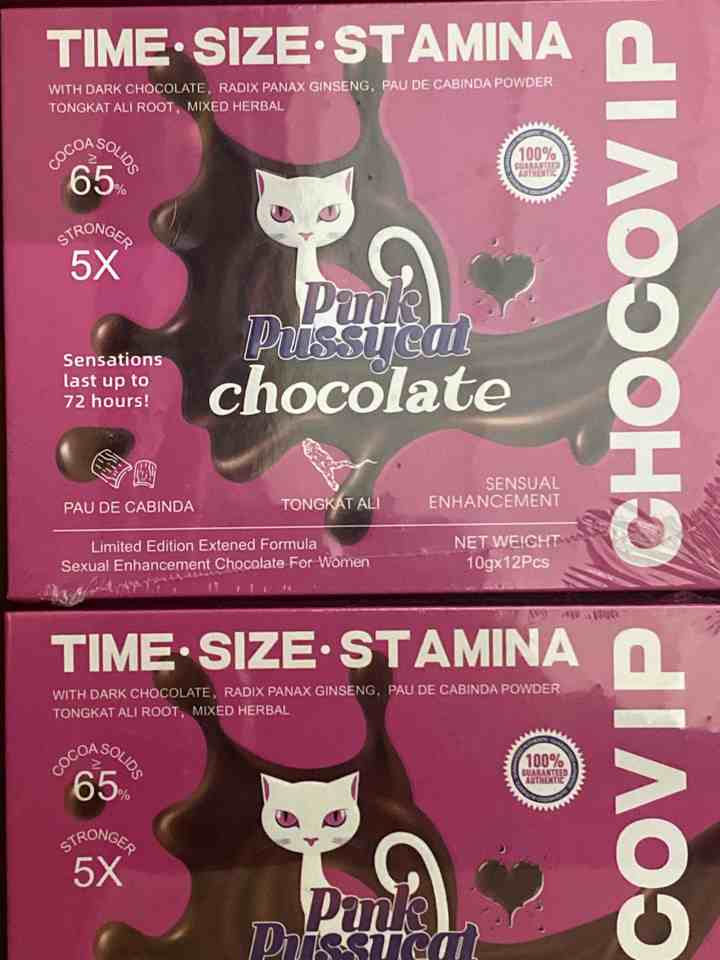 TIME·SIZE·STAMINA
WITH DARK CHOCOLATE, RADIX PANAX GINSENG, PAU DE CABINDA POWDER
TONGKAT ALI ROOT, MIXED HERBAL
CHOCOVIP
COCOA SOLIDS
≥
65%
100%
GUARANTEED
AUTHENTIC
STRONGER
5X
Pink
Pussycat
chocolate
Sensations
last up to
72 hours!
PAU DE CABINDA
TONGKAT ALI
SENSUAL
ENHANCEMENT
Limited Edition Extened Formula
Sexual Enhancement Chocolate For Women
NET WEIGHT
10gx12Pcs
TIME·SIZE·STAMINA
WITH DARK CHOCOLATE, RADIX PANAX GINSENG, PAU DE CABINDA POWDER
TONGKAT ALI ROOT, MIXED HERBAL
COVIP
COCOA SOLIDS
≥
65%
100%
GUARANTEED
AUTHENTIC
STRONGER
5X
Pink
Pussycat